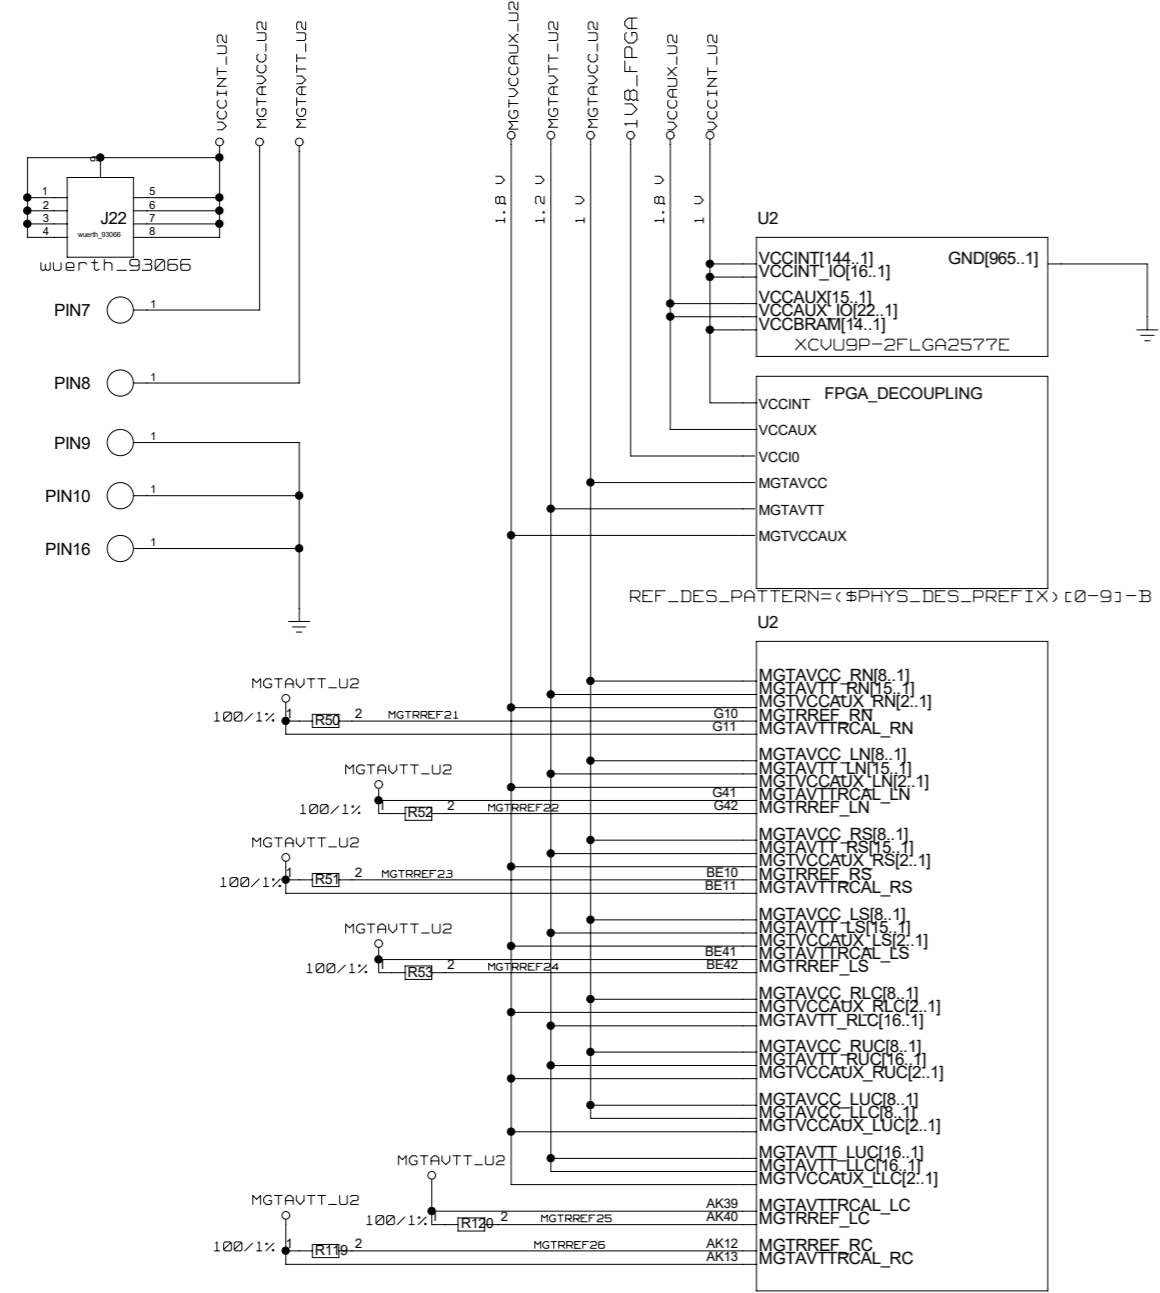 VCCINT_U2
MGTAVCC_U2
MGTAVTT_U2
MGTVCCAUX_U2
MGTAVTT_U2
MGTAVCC_U2
1V8_FPGA
VCCAUX_U2
VCCINT_U2
1.8 V
1.2 V
1 V
1.8 V
1 V
9
1 5
2 6
3 J22 7
4 wuerth_93066 8
wuerth_93066
PIN7 1
PIN8 1
PIN9 1
PIN10 1
PIN16 1
U2
VCCINT[144..1] GND[965..1]
VCCINT_IO[16..1]
VCCAUX[15..1]
VCCAUX_IO[22..1]
VCCBRAM[14..1]
XCVU9P-2FLGA2577E
FPGA_DECOUPLING
VCCINT
VCCAUX
VCCI0
MGTAVCC
MGTAVTT
MGTVCCAUX
REF_DES_PATTERN=($PHYS_DES_PREFIX)[0-9]-B
U2
MGTAVCC_RN[8..1]
MGTAVTT_RN[15..1]
MGTVCCAUX_RN[2..1]
MGTAVTT_U2
100/1% 1 R50 2 MGTRREF21 G10 MGTRREF_RN
G11 MGTAVTTRCAL_RN
MGTAVCC_LN[8..1]
MGTAVTT_LN[15..1]
MGTVCCAUX_LN[2..1]
MGTAVTT_U2
G41 MGTAVTTRCAL_LN
100/1% 1 R52 2 MGTRREF22 G42 MGTRREF_LN
MGTAVCC_RS[8..1]
MGTAVTT_RS[15..1]
MGTVCCAUX_RS[2..1]
MGTAVTT_U2
100/1% 1 R51 2 MGTRREF23 BE10 MGTRREF_RS
BE11 MGTAVTTRCAL_RS
MGTAVCC_LS[8..1]
MGTAVTT_LS[15..1]
MGTVCCAUX_LS[2..1]
MGTAVTT_U2
BE41 MGTAVTTRCAL_LS
100/1% 1 R53 2 MGTRREF24 BE42 MGTRREF_LS
MGTAVCC_RLC[8..1]
MGTVCCAUX_RLC[2..1]
MGTAVTT_RLC[16..1]
MGTAVCC_RUC[8..1]
MGTAVTT_RUC[16..1]
MGTVCCAUX_RUC[2..1]
MGTAVCC_LUC[8..1]
MGTAVCC_LLC[8..1]
MGTVCCAUX_LUC[2..1]
MGTAVTT_LUC[16..1]
MGTAVTT_LLC[16..1]
MGTVCCAUX_LLC[2..1]
MGTAVTT_U2
AK39 MGTAVTTRCAL_LC
100/1% 1 R120 2 MGTRREF25 AK40 MGTRREF_LC
MGTAVTT_U2
100/1% 1 R119 2 MGTRREF26 AK12 MGTRREF_RC
AK13 MGTAVTTRCAL_RC